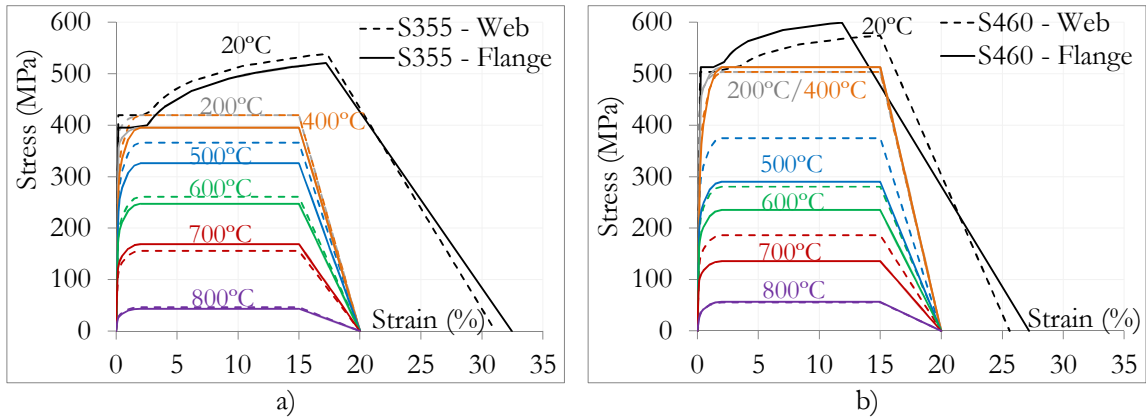 600
500
400
300
200
100
0
Stress (MPa)
20ºC
S355 - Web
S355 - Flange
200ºC
400ºC
500ºC
600ºC
700ºC
800ºC
Strain (%)
0 5 10 15 20 25 30 35
a)
600
500
400
300
200
100
0
Stress (MPa)
S460 - Web
20ºC
S460 - Flange
200ºC/400ºC
500ºC
600ºC
700ºC
800ºC
Strain (%)
0 5 10 15 20 25 30 35
b)